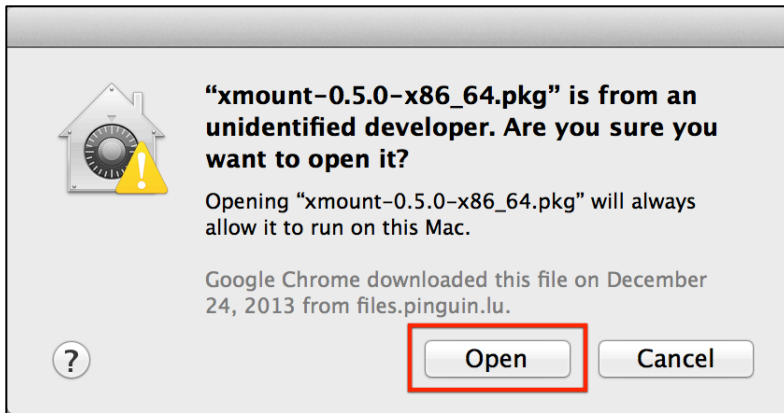 “xmount-0.5.0-x86_64.pkg” is from an
unidentified developer. Are you sure you
want to open it?
Opening “xmount-0.5.0-x86_64.pkg” will always
allow it to run on this Mac.
Google Chrome downloaded this file on December
24, 2013 from files.pinguin.lu.
?
Open
Cancel